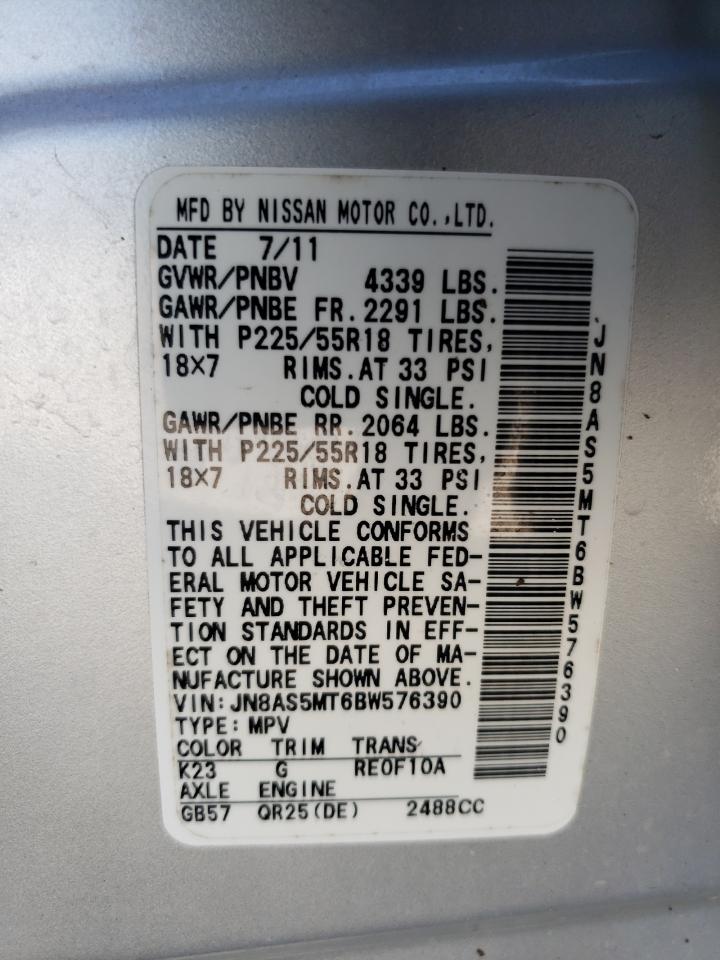 MFD BY NISSAN MOTOR CO.,LTD.
DATE 7/11
GVWR/PNBV 4339 LBS.
GAWR/PNBE FR.2291 LBS.
WITH P225/55R18 TIRES,
18X7 RIMS.AT 33 PSI
COLD SINGLE.
GAWR/PNBE RR.2064 LBS.
WITH P225/55R18 TIRES,
18X7 RIMS.AT 33 PSI
COLD SINGLE.
THIS VEHICLE CONFORMS
TO ALL APPLICABLE FED-
ERAL MOTOR VEHICLE SA-
FETY AND THEFT PREVEN-
TION STANDARDS IN EFF-
ECT ON THE DATE OF MA-
NUFACTURE SHOWN ABOVE.
VIN:JN8AS5MT6BW576390
TYPE:MPV
COLOR TRIM TRANS
K23 G RE0F10A
AXLE ENGINE
GB57 QR25(DE) 2488CC
JN8AS5MT6BW576390